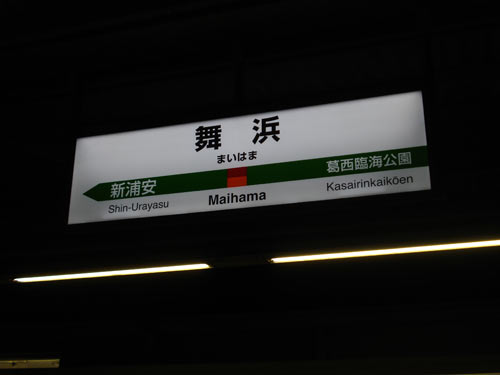 舞浜
まいはま
新浦安
葛西臨海公園
Shin-Urayasu
Maihama
Kasairinkaikōen